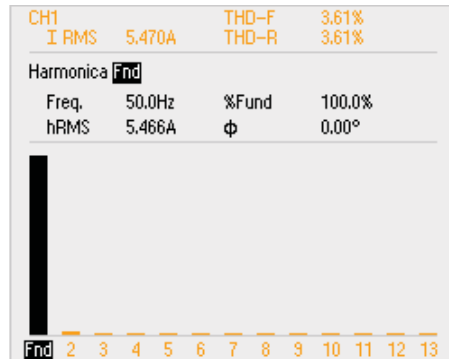 CH1 THD-F 3.61%
I RMS 5.470A THD-R 3.61%
Harmonica Fnd
Freq. 50.0Hz %Fund 100.0%
hRMS 5.466A ф 0.00°
Fnd 2 3 4 5 6 7 8 9 10 11 12 13